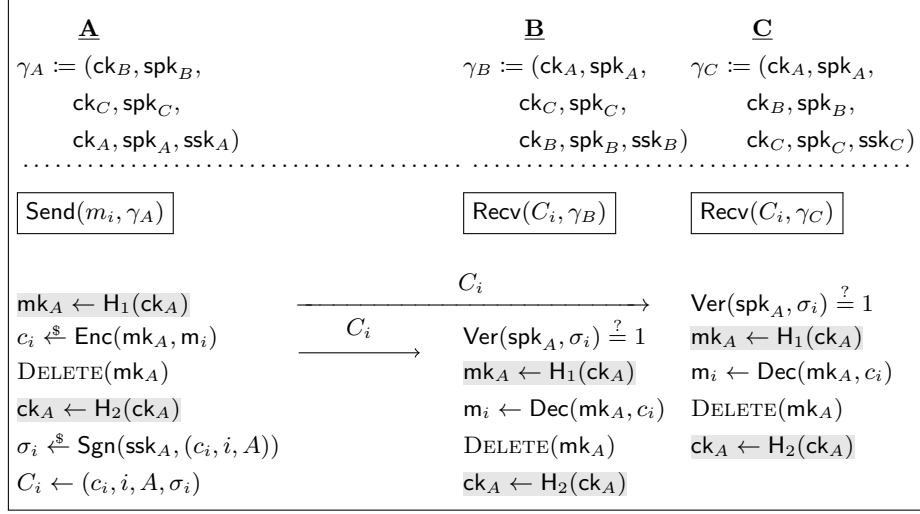 A B C
γ_A := (ck_B, spk_B, γ_B := (ck_A, spk_A, γ_C := (ck_A, spk_A,
ck_C, spk_C, ck_C, spk_C, ck_B, spk_B,
ck_A, spk_A, ssk_A) ck_B, spk_B, ssk_B) ck_C, spk_C, ssk_C)
Send(m_i, γ_A) Recv(C_i, γ_B) Recv(C_i, γ_C)
C_i
mk_A ← H_1(ck_A) Ver(spk_A, σ_i) ≟ 1
c_i ↞$ Enc(mk_A, m_i) C_i Ver(spk_A, σ_i) ≟ 1 mk_A ← H_1(ck_A)
DELETE(mk_A) mk_A ← H_1(ck_A) m_i ← Dec(mk_A, c_i)
ck_A ← H_2(ck_A) m_i ← Dec(mk_A, c_i) DELETE(mk_A)
σ_i ↞$ Sgn(ssk_A, (c_i, i, A)) DELETE(mk_A) ck_A ← H_2(ck_A)
C_i ← (c_i, i, A, σ_i) ck_A ← H_2(ck_A)